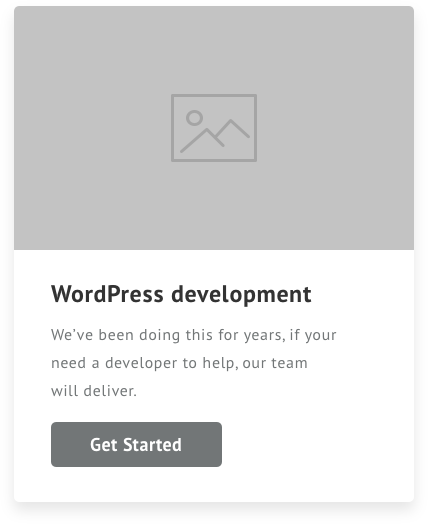 WordPress development
We’ve been doing this for years, if your
need a developer to help, our team
will deliver.
Get Started